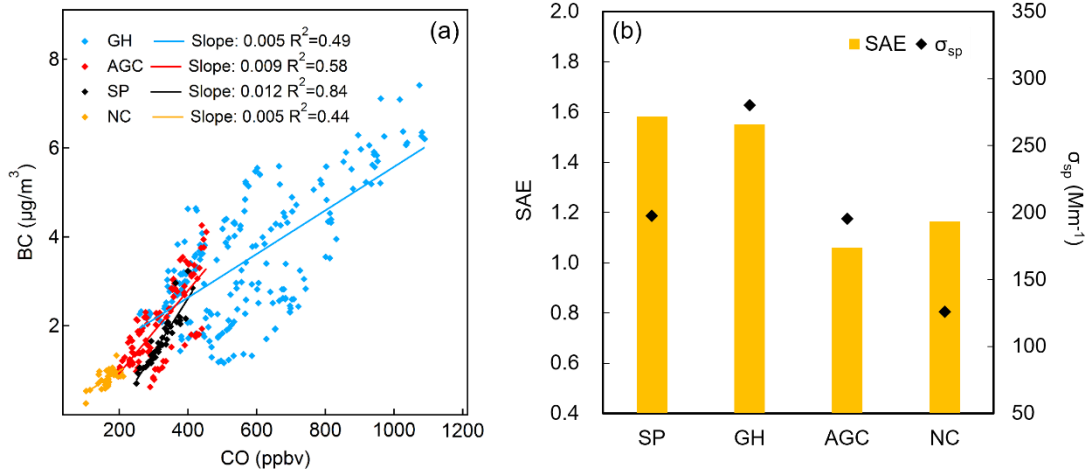 (a)
GH Slope: 0.005 R²=0.49
AGC Slope: 0.009 R²=0.58
SP Slope: 0.012 R²=0.84
NC Slope: 0.005 R²=0.44
8
6
4
2
BC (µg/m³)
200 400 600 800 1000 1200
CO (ppbv)
(b)
SAE σsp
2.0
1.8
1.6
1.4
1.2
1.0
0.8
0.6
0.4
SAE
350
300
250
200
150
100
50
σsp (Mm⁻¹)
SP GH AGC NC